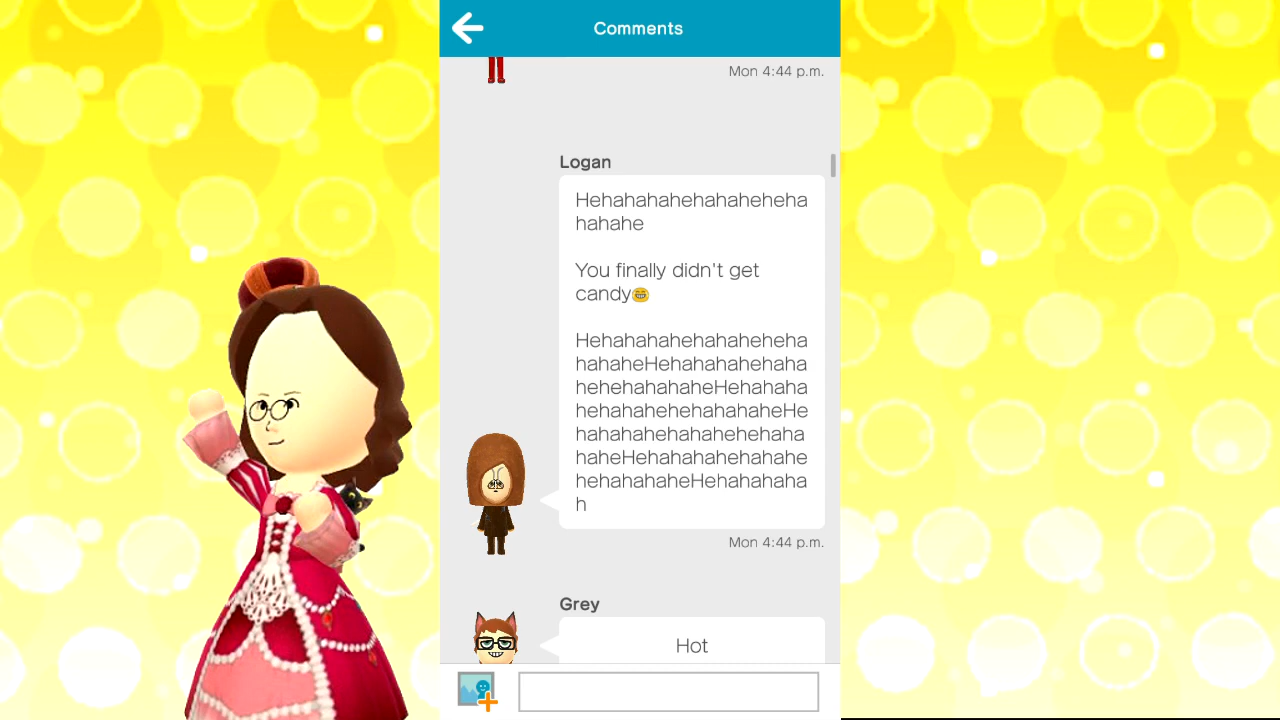 Comments
Mon 4:44 p.m.
Logan
Hehahahahehahaheheha
hahahe
You finally didn't get
candy😁
Hehahahahehahaheheha
hahaheHehahahahehaha
hehehahahaheHehahaha
hehahahehehahahaheHe
hahahahehahahehehaha
haheHehahahahehahahe
hehahahaheHehahahaha
h
Mon 4:44 p.m.
Grey
Hot